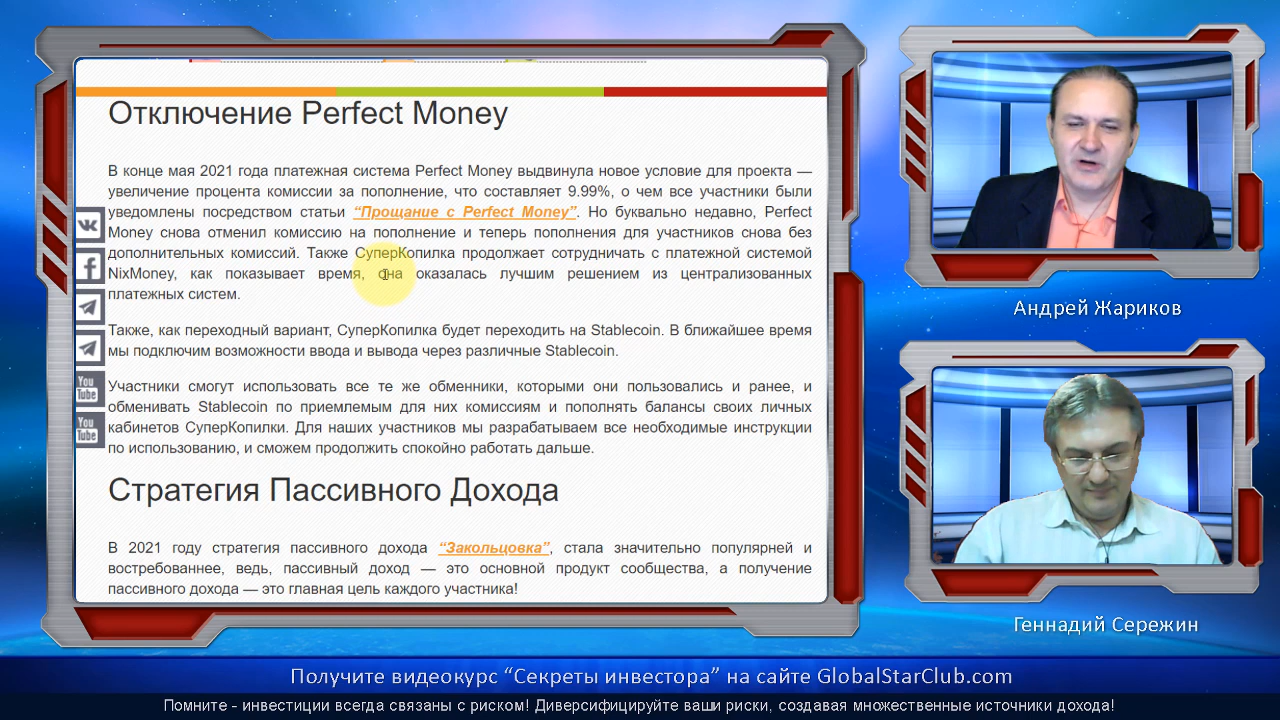 Отключение Perfect Money
В конце мая 2021 года платежная система Perfect Money выдвинула новое условие для проекта —
увеличение процента комиссии за пополнение, что составляет 9.99%, о чем все участники были
уведомлены посредством статьи “Прощание с Perfect Money”. Но буквально недавно, Perfect
Money снова отменил комиссию на пополнение и теперь пополнения для участников снова без
дополнительных комиссий. Также СуперКопилка продолжает сотрудничать с платежной системой
NixMoney, как показывает время, она оказалась лучшим решением из централизованных
платежных систем.
Также, как переходный вариант, СуперКопилка будет переходить на Stablecoin. В ближайшее время
мы подключим возможности ввода и вывода через различные Stablecoin.
Участники смогут использовать все те же обменники, которыми они пользовались и ранее, и
обменивать Stablecoin по приемлемым для них комиссиям и пополнять балансы своих личных
кабинетов СуперКопилки. Для наших участников мы разрабатываем все необходимые инструкции
по использованию, и сможем продолжить спокойно работать дальше.
Стратегия Пассивного Дохода
В 2021 году стратегия пассивного дохода “Закольцовка”, стала значительно популярней и
востребованнее, ведь, пассивный доход — это основной продукт сообщества, а получение
пассивного дохода — это главная цель каждого участника!
You
Tube
You
Tube
Андрей Жариков
Геннадий Сережин
Получите видеокурс “Секреты инвестора” на сайте GlobalStarClub.com
Помните - инвестиции всегда связаны с риском! Диверсифицируйте ваши риски, создавая множественные источники дохода!